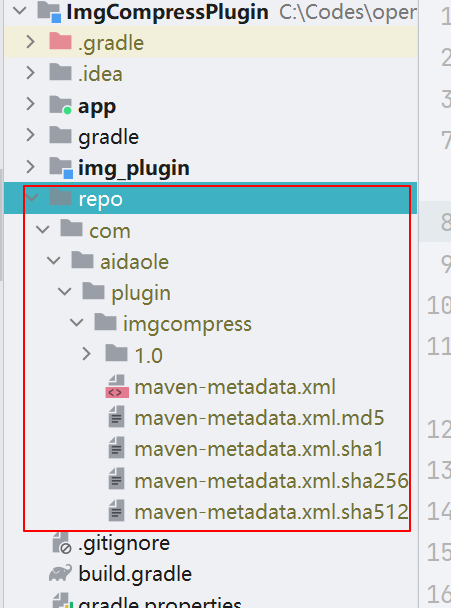 ImgCompressPlugin C:\Codes\oper
.gradle
.idea
app
gradle
img_plugin
repo
com
aidaole
plugin
imgcompress
1.0
maven-metadata.xml
maven-metadata.xml.md5
maven-metadata.xml.sha1
maven-metadata.xml.sha256
maven-metadata.xml.sha512
.gitignore
build.gradle
gradle.properties
1
2
3
7
8
9
10
11
12
13
14
15
16